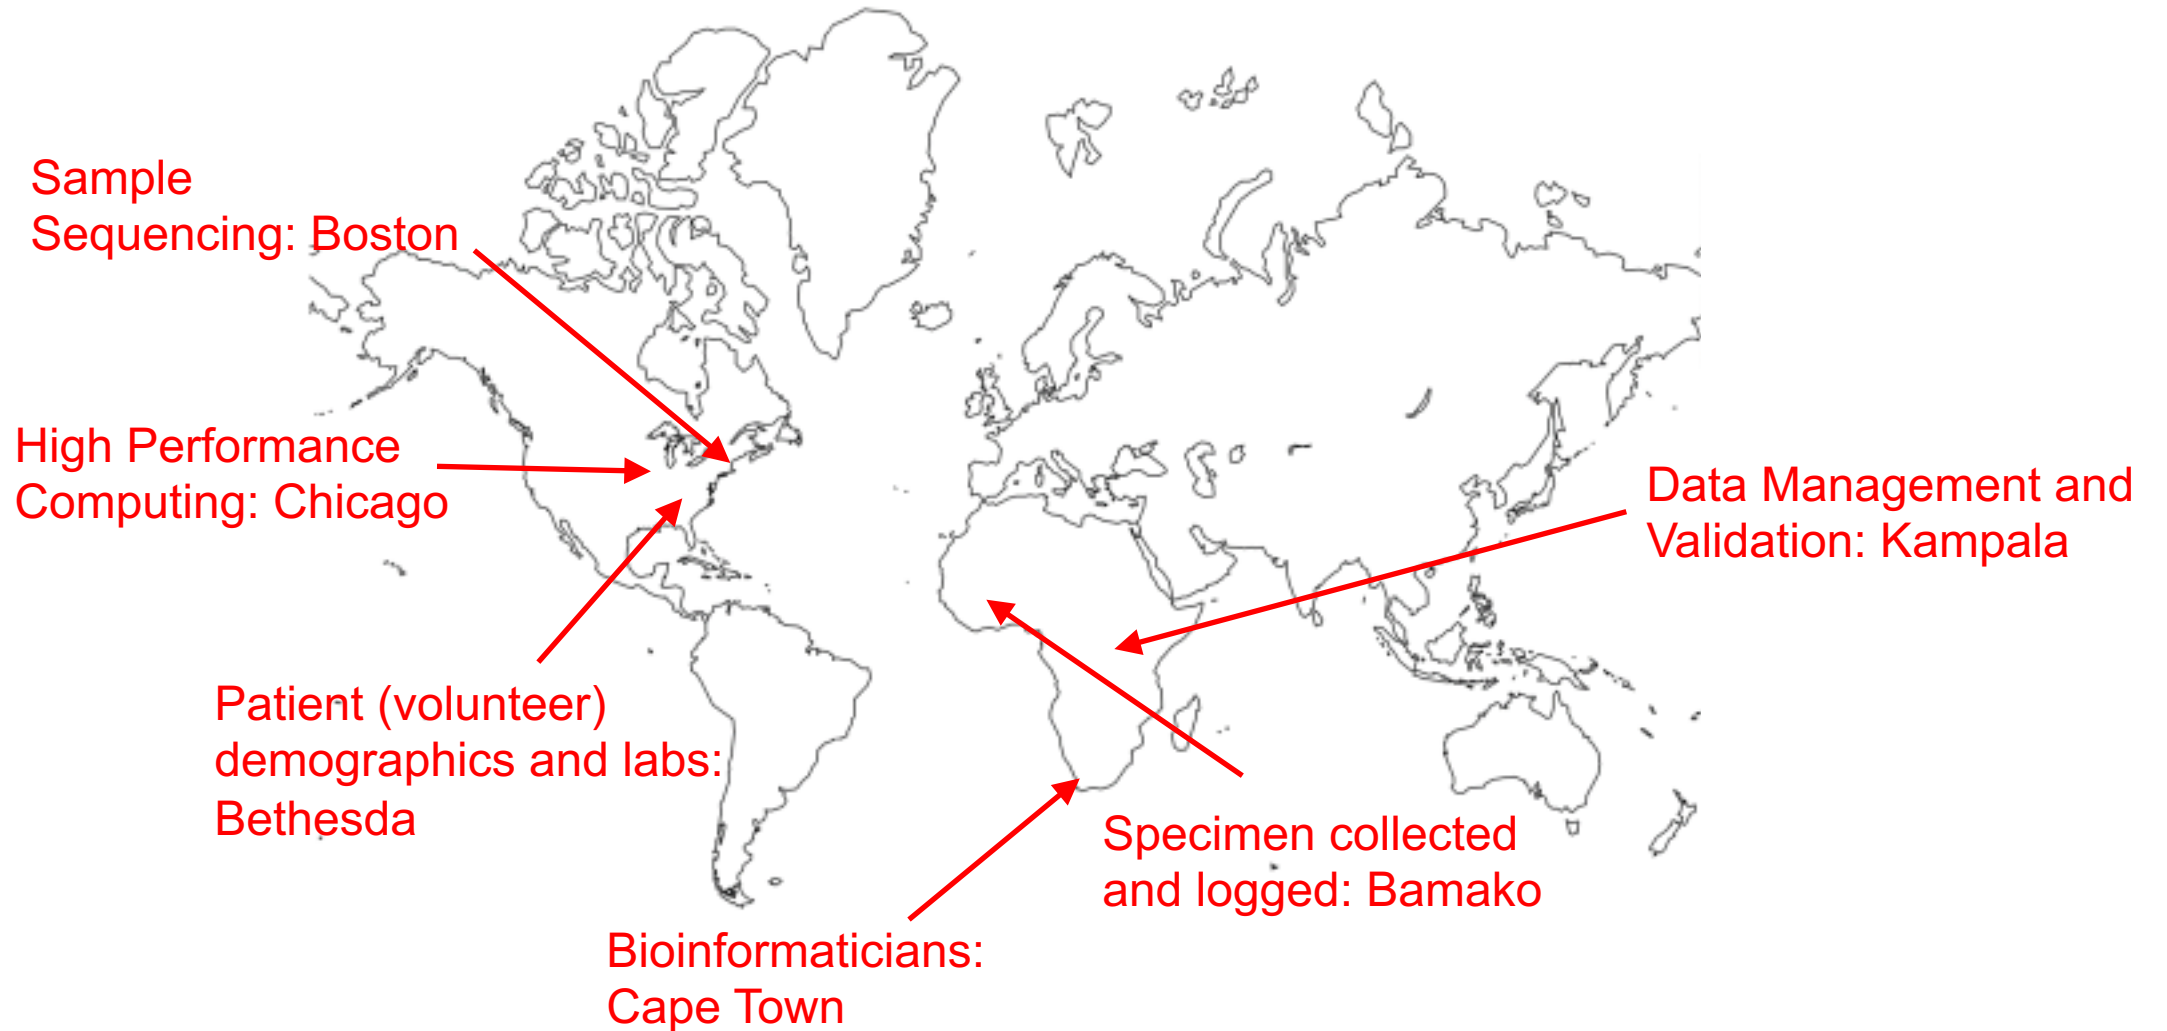 Sample
Sequencing: Boston
High Performance
Computing: Chicago
Data Management and
Validation: Kampala
Patient (volunteer)
demographics and labs:
Bethesda
Specimen collected
and logged: Bamako
Bioinformaticians:
Cape Town